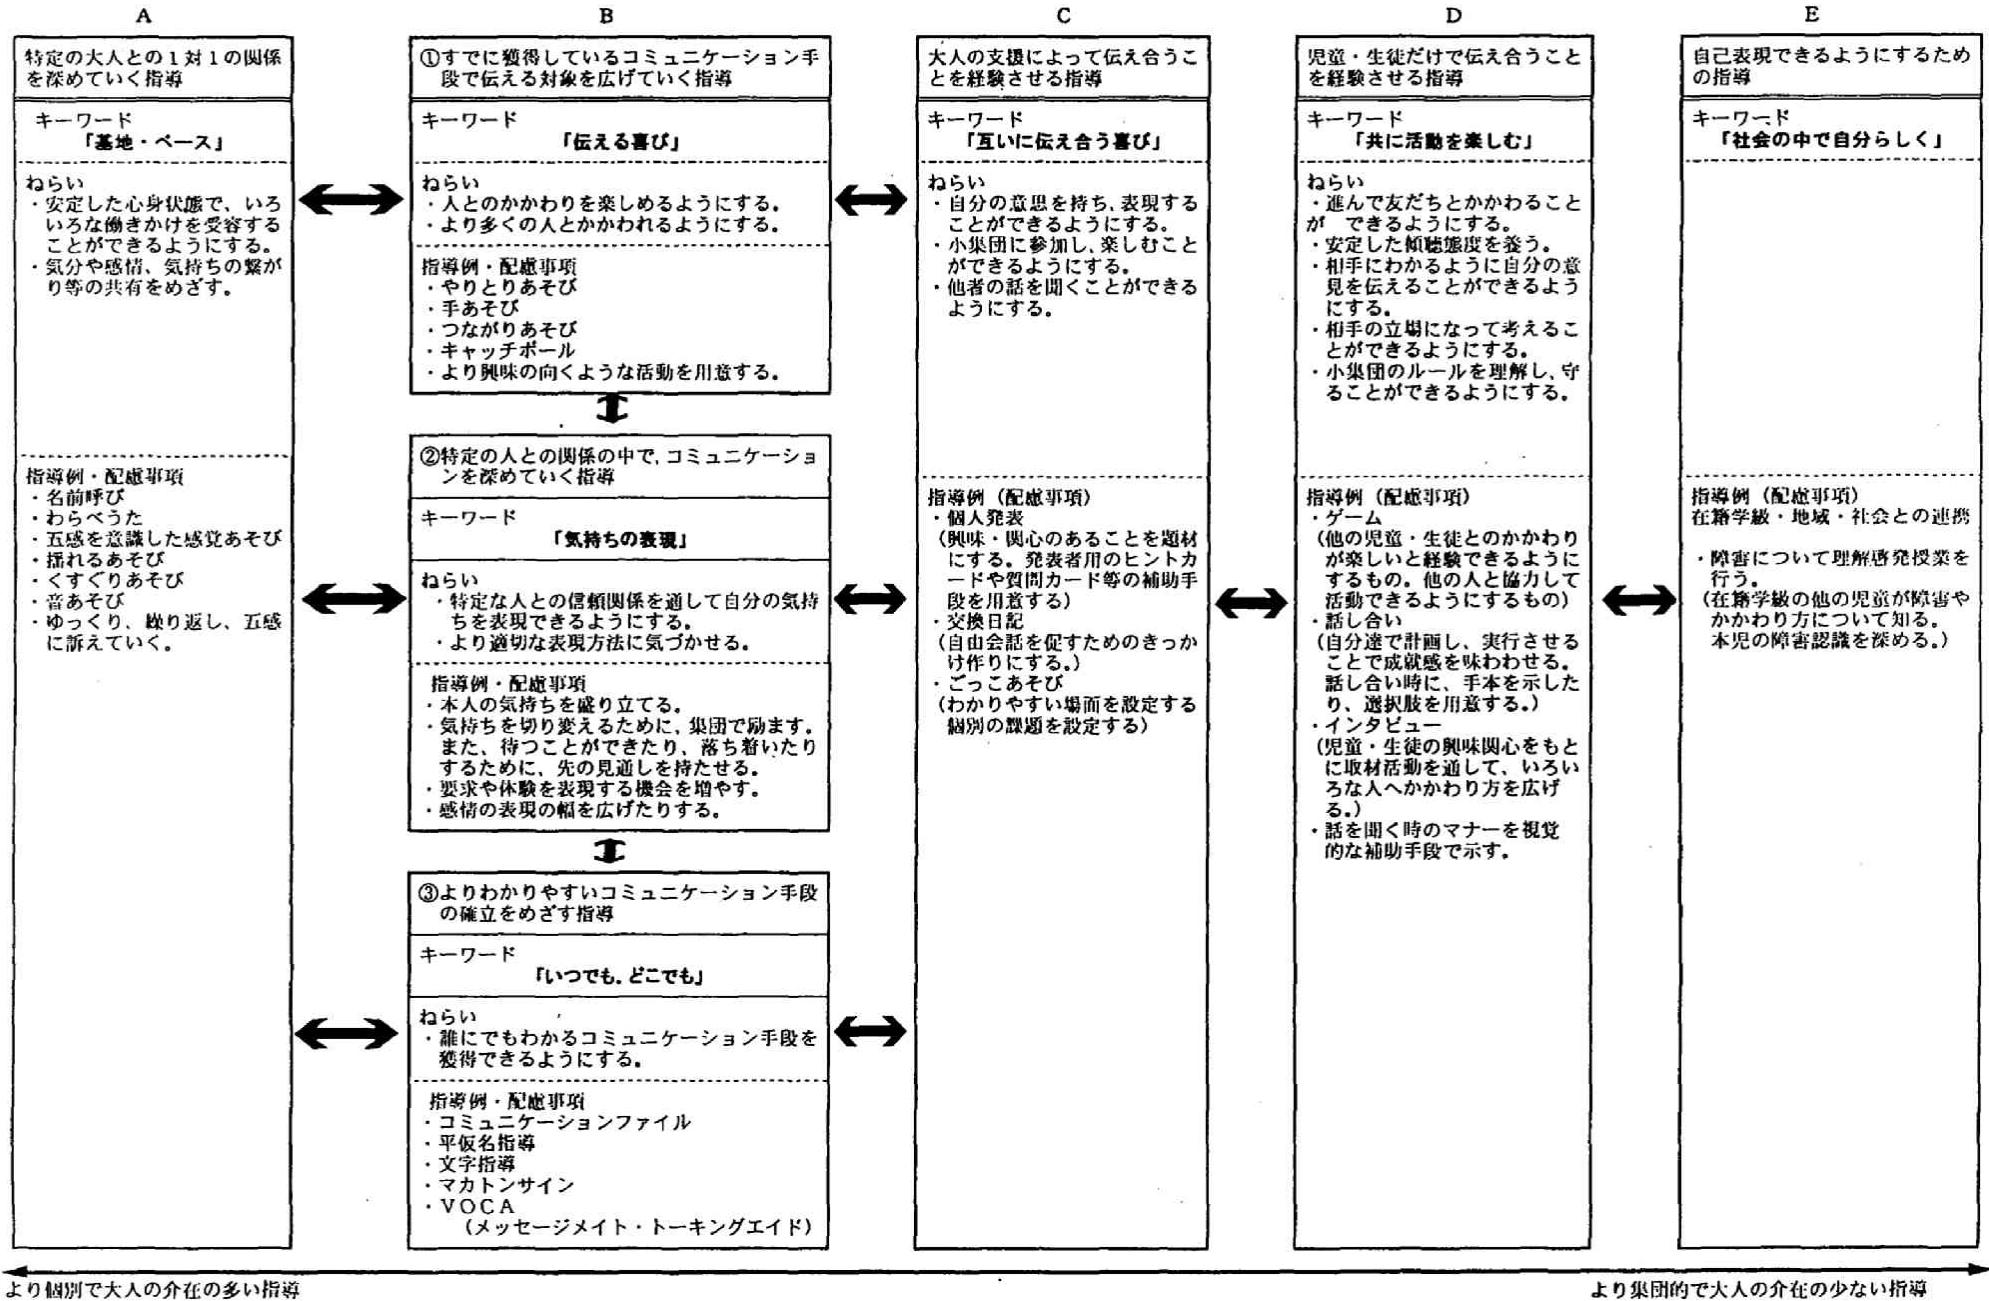 A
特定の大人との１対１の関係
を深めていく指導
キーワード
「基地・ベース」
ねらい
・安定した心身状態で、いろ
いろな働きかけを受容する
ことができるようにする。
・気分や感情、気持ちの繋が
り等の共有をめざす。
指導例・配慮事項
・名前呼び
・わらべうた
・五感を意識した感覚あそび
・揺れるあそび
・くすぐりあそび
・音あそび
・ゆっくり、繰り返し、五感
に訴えていく。
B
①すでに獲得しているコミュニケーション手
段で伝える対象を広げていく指導
キーワード
「伝える喜び」
ねらい
・人とのかかわりを楽しめるようにする。
・より多くの人とかかわれるようにする。
指導例・配慮事項
・やりとりあそび
・手あそび
・つながりあそび
・キャッチボール
・より興味の向くような活動を用意する。
②特定の人との関係の中で、コミュニケーショ
ンを深めていく指導
キーワード
「気持ちの表現」
ねらい
・特定な人との信頼関係を通して自分の気持
ちを表現できるようにする。
・より適切な表現方法に気づかせる。
指導例・配慮事項
・本人の気持ちを盛り立てる。
・気持ちを切り変えるために、集団で励ます。
また、待つことができたり、落ち着いたり
するために、先の見通しを持たせる。
・要求や体験を表現する機会を増やす。
・感情の表現の幅を広げたりする。
③よりわかりやすいコミュニケーション手段
の確立をめざす指導
キーワード
「いつでも、どこでも」
ねらい
・誰にでもわかるコミュニケーション手段を
獲得できるようにする。
指導例・配慮事項
・コミュニケーションファイル
・平仮名指導
・文字指導
・マカトンサイン
・ＶＯＣＡ
（メッセージメイト・トーキングエイド）
C
大人の支援によって伝え合うこ
とを経験させる指導
キーワード
「互いに伝え合う喜び」
ねらい
・自分の意思を持ち、表現する
ことができるようにする。
・小集団に参加し、楽しむこと
ができるようにする。
・他者の話を聞くことができる
ようにする。
指導例（配慮事項）
・個人発表
（興味・関心のあることを題材
にする。発表者用のヒントカ
ードや質問カード等の補助手
段を用意する）
・交換日記
（自由会話を促すためのきっか
け作りにする。）
・ごっこあそび
（わかりやすい場面を設定する
個別の課題を設定する）
D
児童・生徒だけで伝え合うこと
を経験させる指導
キーワード
「共に活動を楽しむ」
ねらい
・進んで友だちとかかわること
が　できるようにする。
・安定した傾聴態度を養う。
・相手にわかるように自分の意
見を伝えることができるよう
にする。
・相手の立場になって考えるこ
とができるようにする。
・小集団のルールを理解し、守
ることができるようにする。
指導例（配慮事項）
・ゲーム
（他の児童・生徒とのかかわり
が楽しいと経験できるように
するもの。他の人と協力して
活動できるようにするもの）
・話し合い
（自分達で計画し、実行させる
ことで成就感を味わわせる。
話し合い時に、手本を示した
り、選択肢を用意する。）
・インタビュー
（児童・生徒の興味関心をもと
に取材活動を通して、いろい
ろな人へかかわり方を広げ
る。）
・話を聞く時のマナーを視覚
的な補助手段で示す。
E
自己表現できるようにするため
の指導
キーワード
「社会の中で自分らしく」
指導例（配慮事項）
在籍学級・地域・社会との連携
・障害について理解啓発授業を
行う。
（在籍学級の他の児童が障害や
かかわり方について知る。
本児の障害認識を深める。）
より個別で大人の介在の多い指導
より集団的で大人の介在の少ない指導